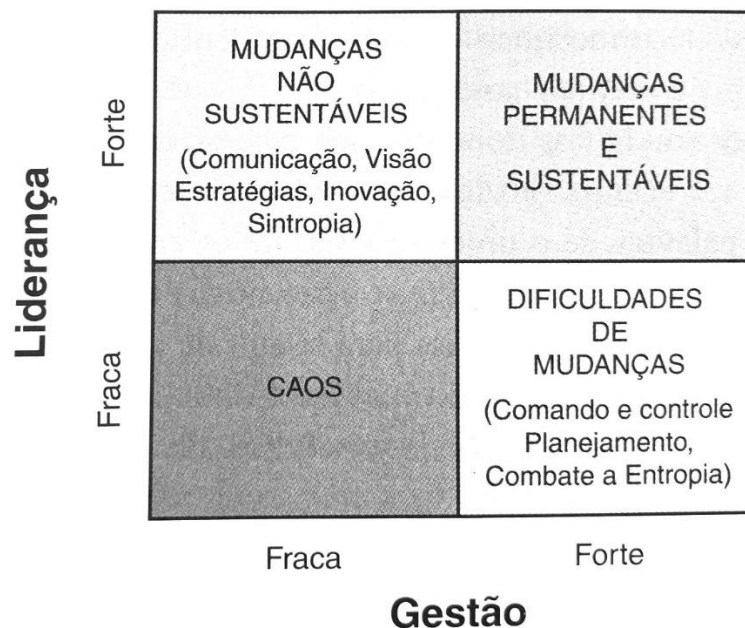 MUDANÇAS
NÃO
SUSTENTÁVEIS
(Comunicação, Visão
Estratégias, Inovação,
Sintropia)
MUDANÇAS
PERMANENTES
E
SUSTENTÁVEIS
Forte
Liderança
Fraca
CAOS
DIFICULDADES
DE
MUDANÇAS
(Comando e controle
Planejamento,
Combate a Entropia)
Fraca
Forte
Gestão